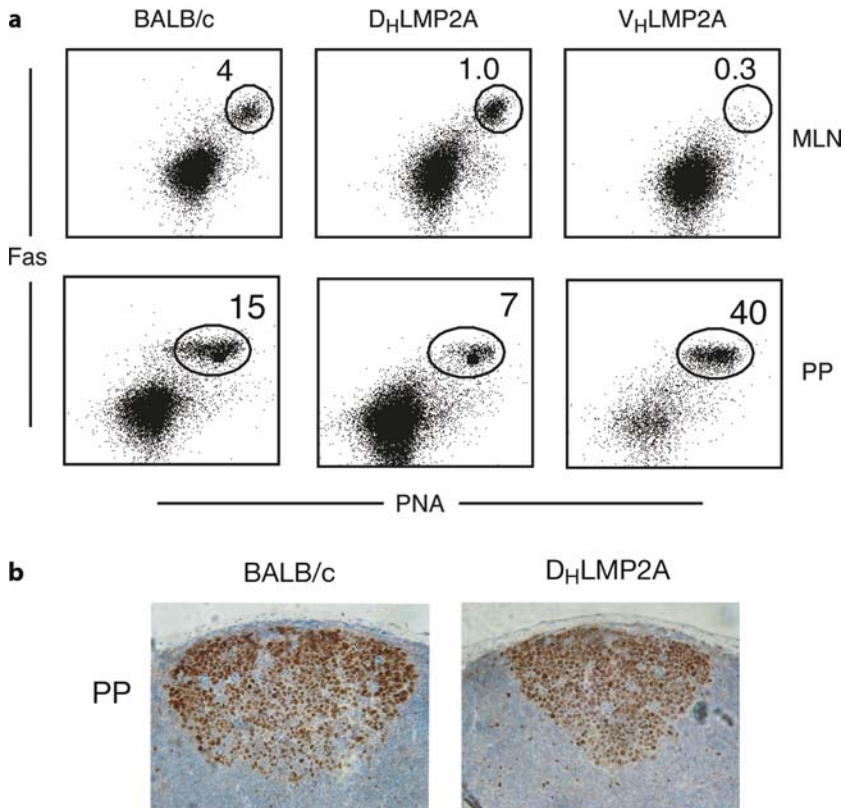 a
BALB/c DHLMP2A VHLMP2A
4 1.0 0.3
MLN
Fas
15 7 40
PP
PNA
b
BALB/c DHLMP2A
PP